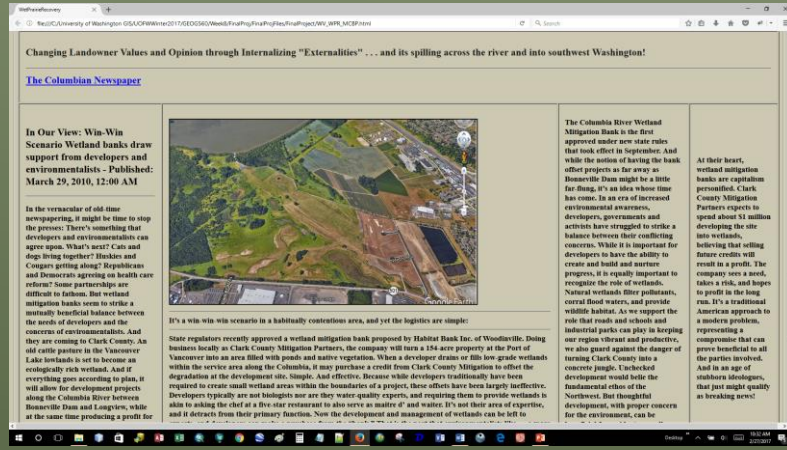 WetPrairieRecovery
file:///C:/University of Washington GIS/UOFWWinter2017/GEOG560/Week8/FinalProj/FinalProjFiles/FinalProject/WV_WPR_MCBP.html
Search
Changing Landowner Values and Opinion through Internalizing "Externalities" . . . and its spilling across the river and into southwest Washington!
The Columbian Newspaper
In Our View: Win-Win
Scenario Wetland banks draw
support from developers and
environmentalists - Published:
March 29, 2010, 12:00 AM
In the vernacular of old-time
newspapering, it might be time to stop
the presses: There's something that
developers and environmentalists can
agree upon. What's next? Cats and
dogs living together? Huskies and
Cougars getting along? Republicans
and Democrats agreeing on health care
reform? Some partnerships are
difficult to fathom. But wetland
mitigation banks seem to strike a
mutually beneficial balance between
the needs of developers and the
concerns of environmentalists. And
they are coming to Clark County. An
old cattle pasture in the Vancouver
Lake lowlands is set to become an
ecologically rich wetland. And if
everything goes according to plan, it
will allow for development projects
along the Columbia River between
Bonneville Dam and Longview, while
at the same time producing a profit for
Google Earth
It's a win-win-win scenario in a habitually contentious area, and yet the logistics are simple:
State regulators recently approved a wetland mitigation bank proposed by Habitat Bank Inc. of Woodinville. Doing
business locally as Clark County Mitigation Partners, the company will turn a 154-acre property at the Port of
Vancouver into an area filled with ponds and native vegetation. When a developer drains or fills low-grade wetlands
within the service area along the Columbia, it may purchase a credit from Clark County Mitigation to offset the
degradation at the development site. Simple. And effective. Because while developers traditionally have been
required to create small wetland areas within the boundaries of a project, these offsets have been largely ineffective.
Developers typically are not biologists nor are they water-quality experts, and requiring them to provide wetlands is
akin to asking the chef at a five-star restaurant to also serve as maitre d' and waiter. It's not their area of expertise,
and it detracts from their primary function. Now the development and management of wetlands can be left to
The Columbia River Wetland
Mitigation Bank is the first
approved under new state rules
that took effect in September. And
while the notion of having the bank
offset projects as far away as
Bonneville Dam might be a little
far-flung, it's an idea whose time
has come. In an era of increased
environmental awareness,
developers, governments and
activists have struggled to strike a
balance between their conflicting
concerns. While it is important for
developers to have the ability to
create and build and nurture
progress, it is equally important to
recognize the role of wetlands.
Natural wetlands filter pollutants,
corral flood waters, and provide
wildlife habitat. As we support the
role that roads and schools and
industrial parks can play in keeping
our region vibrant and productive,
we also guard against the danger of
turning Clark County into a
concrete jungle. Unchecked
development would belie the
fundamental ethos of the
Northwest. But thoughtful
development, with proper concern
for the environment, can be
At their heart,
wetland mitigation
banks are capitalism
personified. Clark
County Mitigation
Partners expects to
spend about $1 million
developing the site
into wetlands,
believing that selling
future credits will
result in a profit. The
company sees a need,
takes a risk, and hopes
to profit in the long
run. It's a traditional
American approach to
a modern problem,
representing a
compromise that can
prove beneficial to all
the parties involved.
And in an age of
stubborn ideologues,
that just might qualify
as breaking news!
Desktop
10:52 AM
2/27/2017